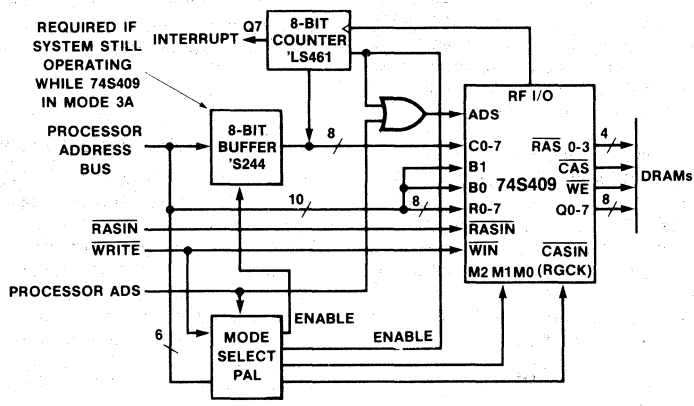 REQUIRED IF
SYSTEM STILL
OPERATING
WHILE 74S409
IN MODE 3A
INTERRUPT
Q7
8-BIT
COUNTER
'LS461
8-BIT
BUFFER
'S244
PROCESSOR
ADDRESS
BUS
8
10
8
RASIN
WRITE
PROCESSOR ADS
6
ENABLE
ENABLE
MODE
SELECT
PAL
RF I/O
ADS
C0-7
B1
B0
R0-7
RASIN
WIN
M2 M1 M0
74S409
RAS 0-3
CAS
WE
Q0-7
CASIN
(RGCK)
4
8
DRAMs